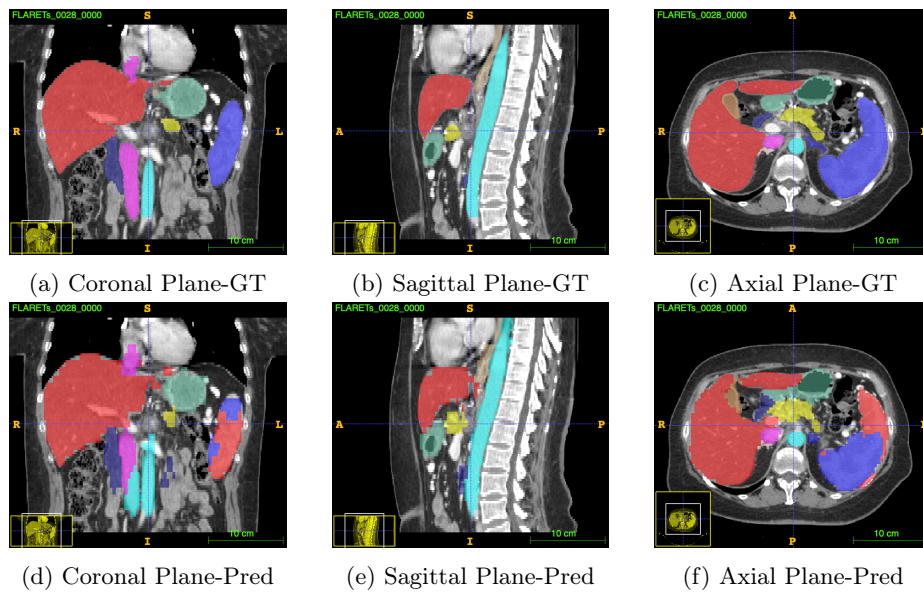 FLARETs_0028_0000
S
R
L
I
10 cm
FLARETs_0028_0000
S
A
P
I
10 cm
FLARETs_0028_0000
A
R
P
10 cm
(a) Coronal Plane-GT
(b) Sagittal Plane-GT
(c) Axial Plane-GT
FLARETs_0028_0000
S
R
L
I
10 cm
FLARETs_0028_0000
S
A
P
I
10 cm
FLARETs_0028_0000
A
R
P
10 cm
(d) Coronal Plane-Pred
(e) Sagittal Plane-Pred
(f) Axial Plane-Pred